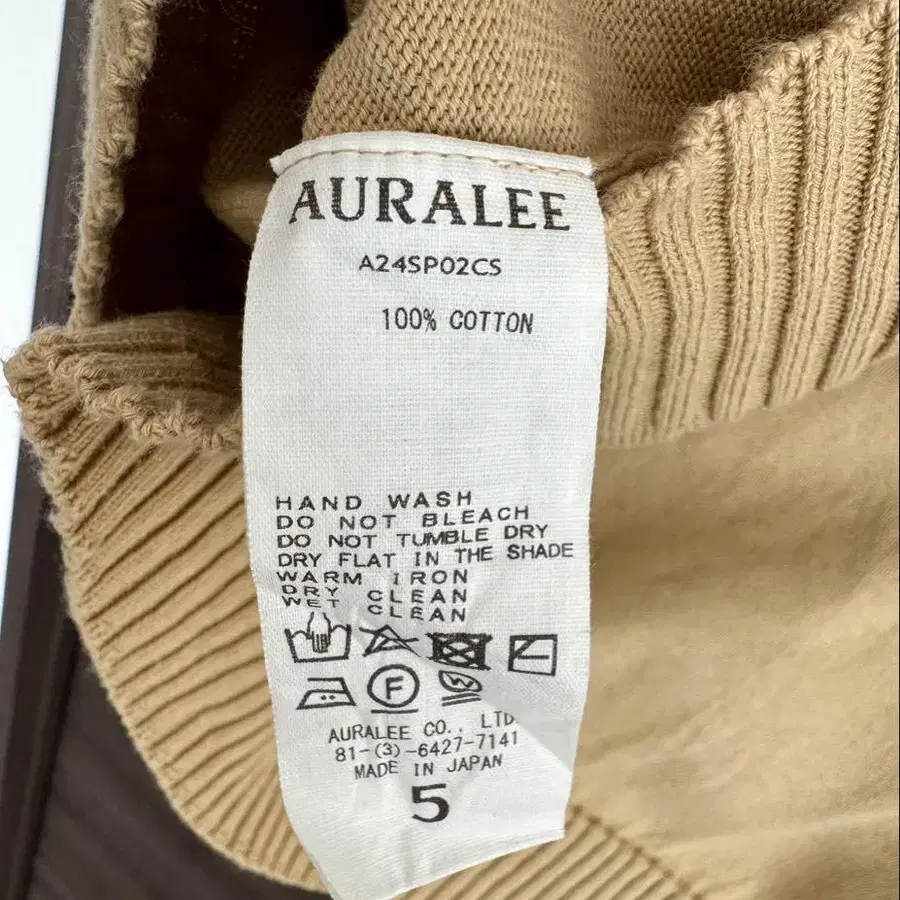 AURALEE
A24SP02CS
100% COTTON
HAND WASH
DO NOT BLEACH
DO NOT TUMBLE DRY
DRY FLAT IN THE SHADE
WARM IRON
DRY CLEAN
WET CLEAN
F
W
AURALEE CO., LTD.
81-(3)-6427-7141
MADE IN JAPAN
5